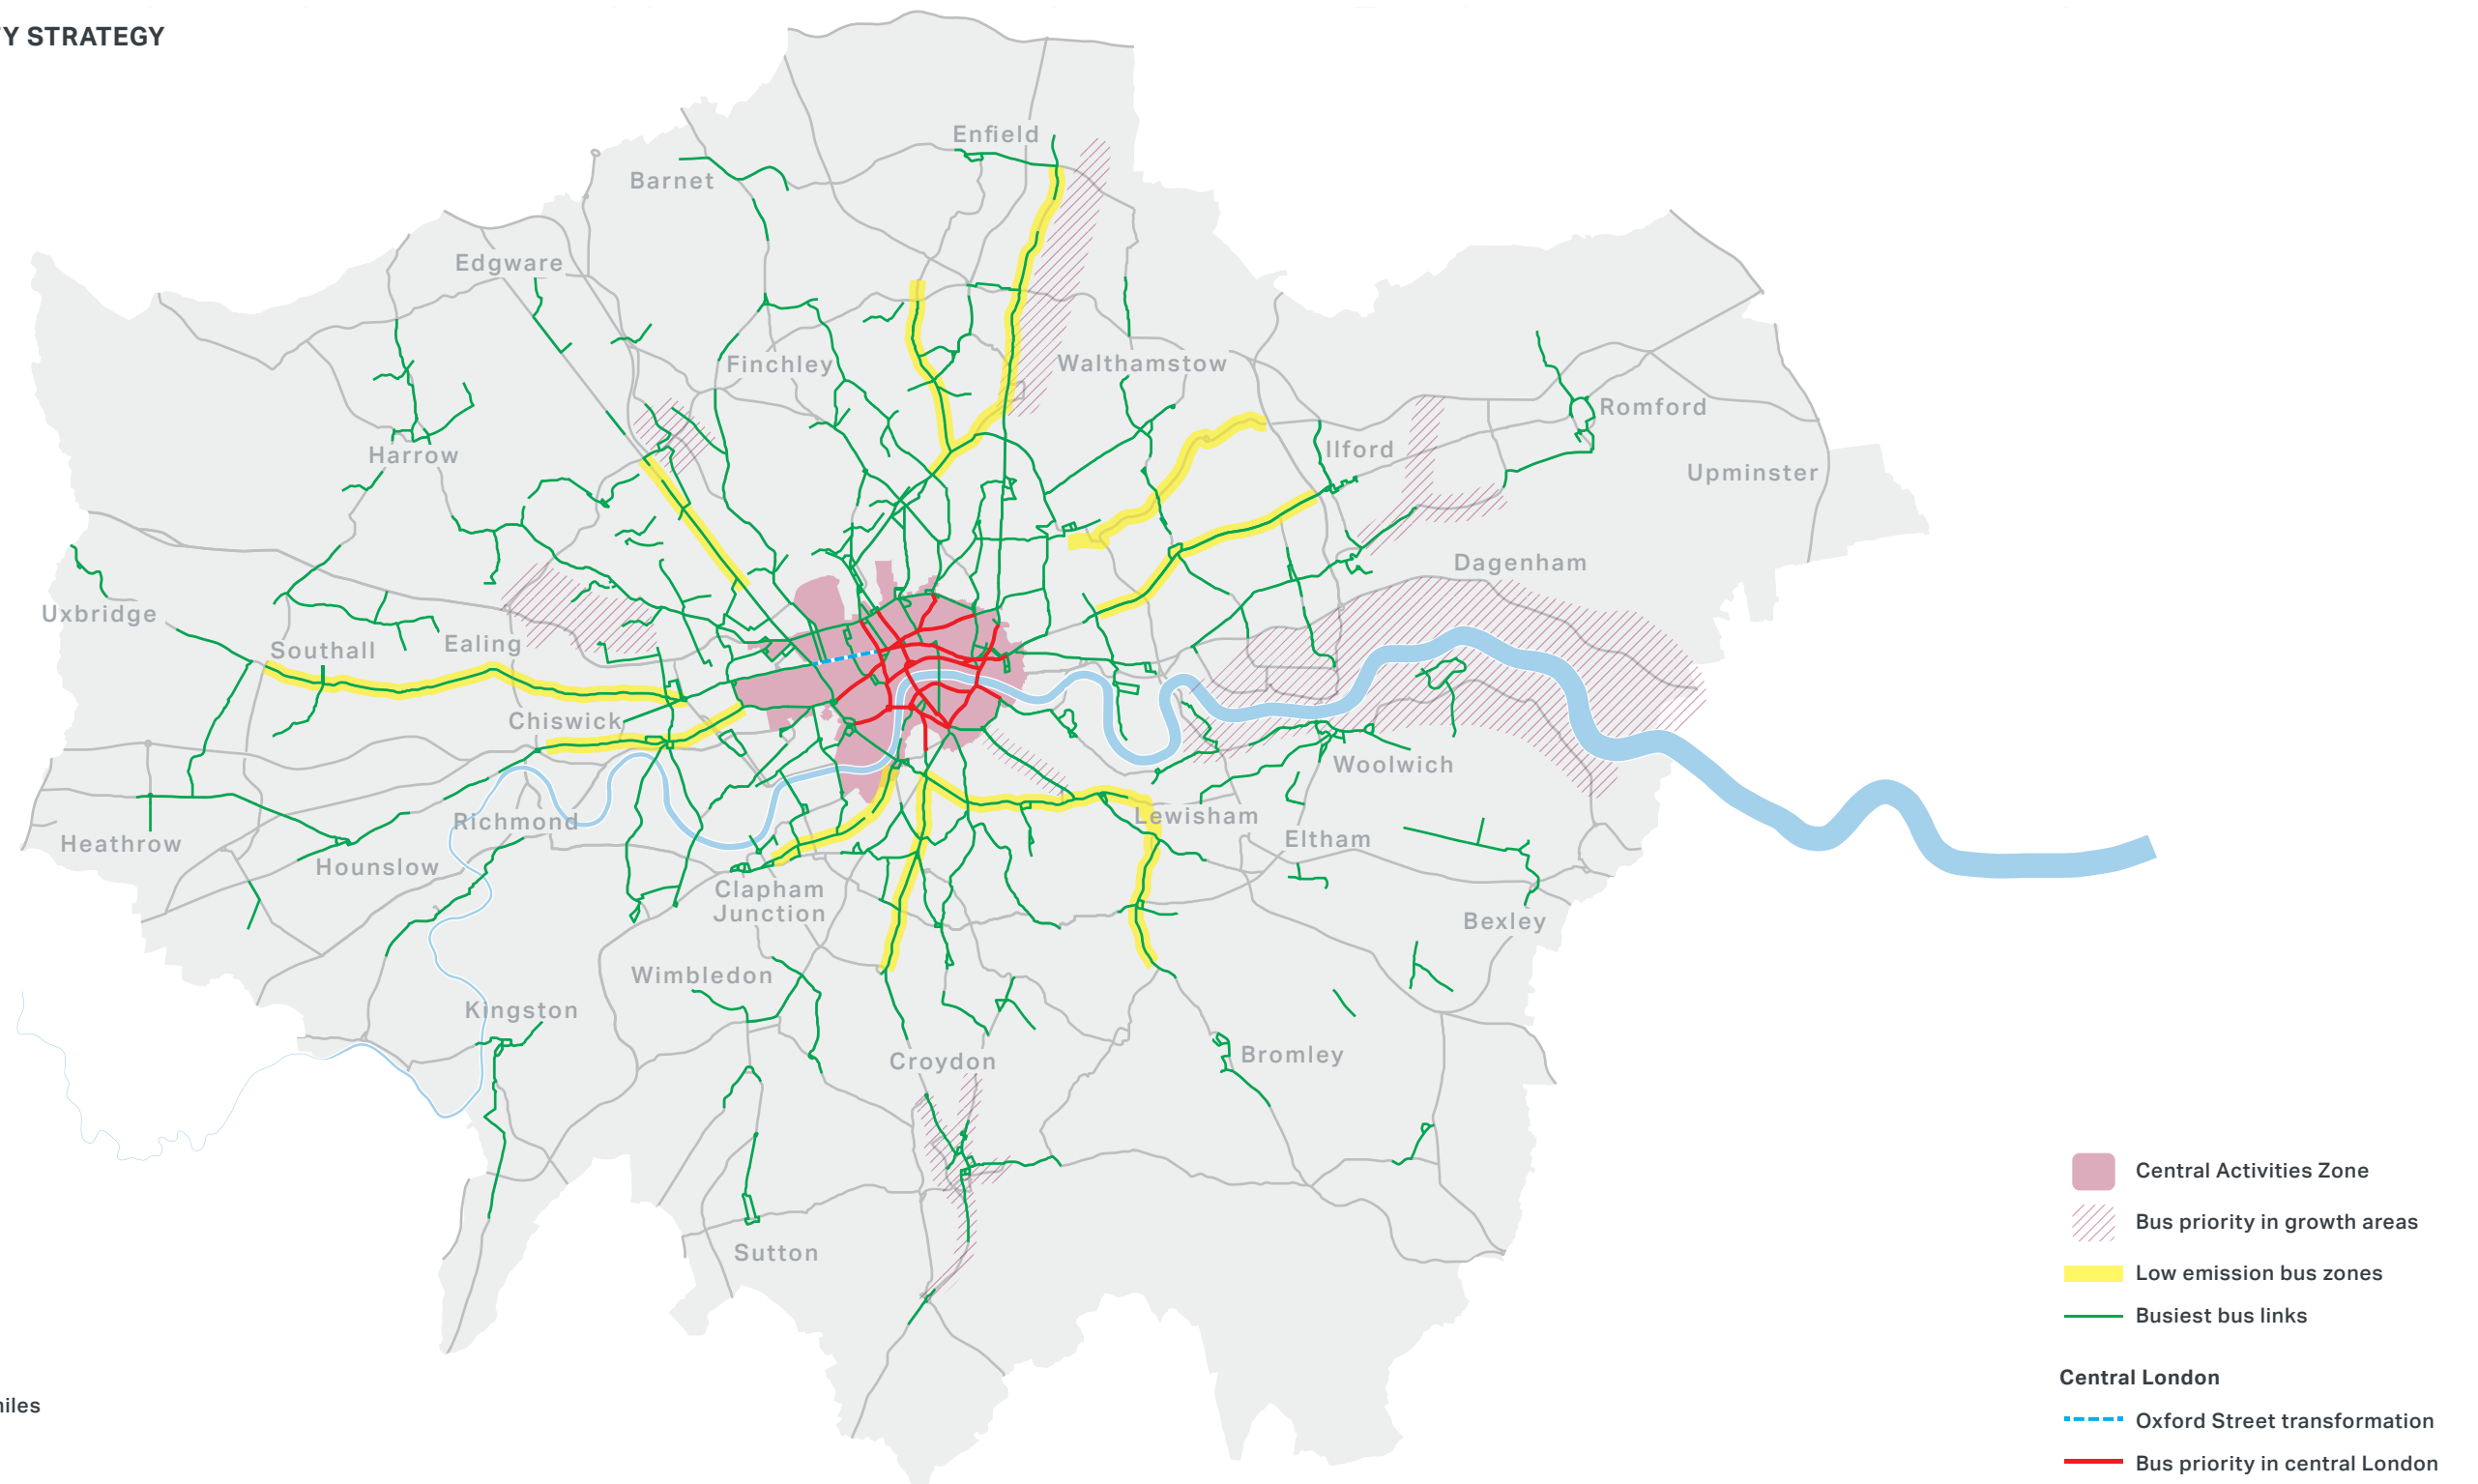 Y STRATEGY
Enfield
Barnet
Edgware
Finchley
Walthamstow
Romford
Harrow
Ilford
Upminster
Dagenham
Uxbridge
Southall
Ealing
Chiswick
Woolwich
Richmond
Lewisham
Heathrow
Eltham
Hounslow
Clapham
Junction
Bexley
Wimbledon
Kingston
Croydon
Bromley
Sutton
Central Activities Zone
Bus priority in growth areas
Low emission bus zones
Busiest bus links
Central London
Oxford Street transformation
Bus priority in central London
iles